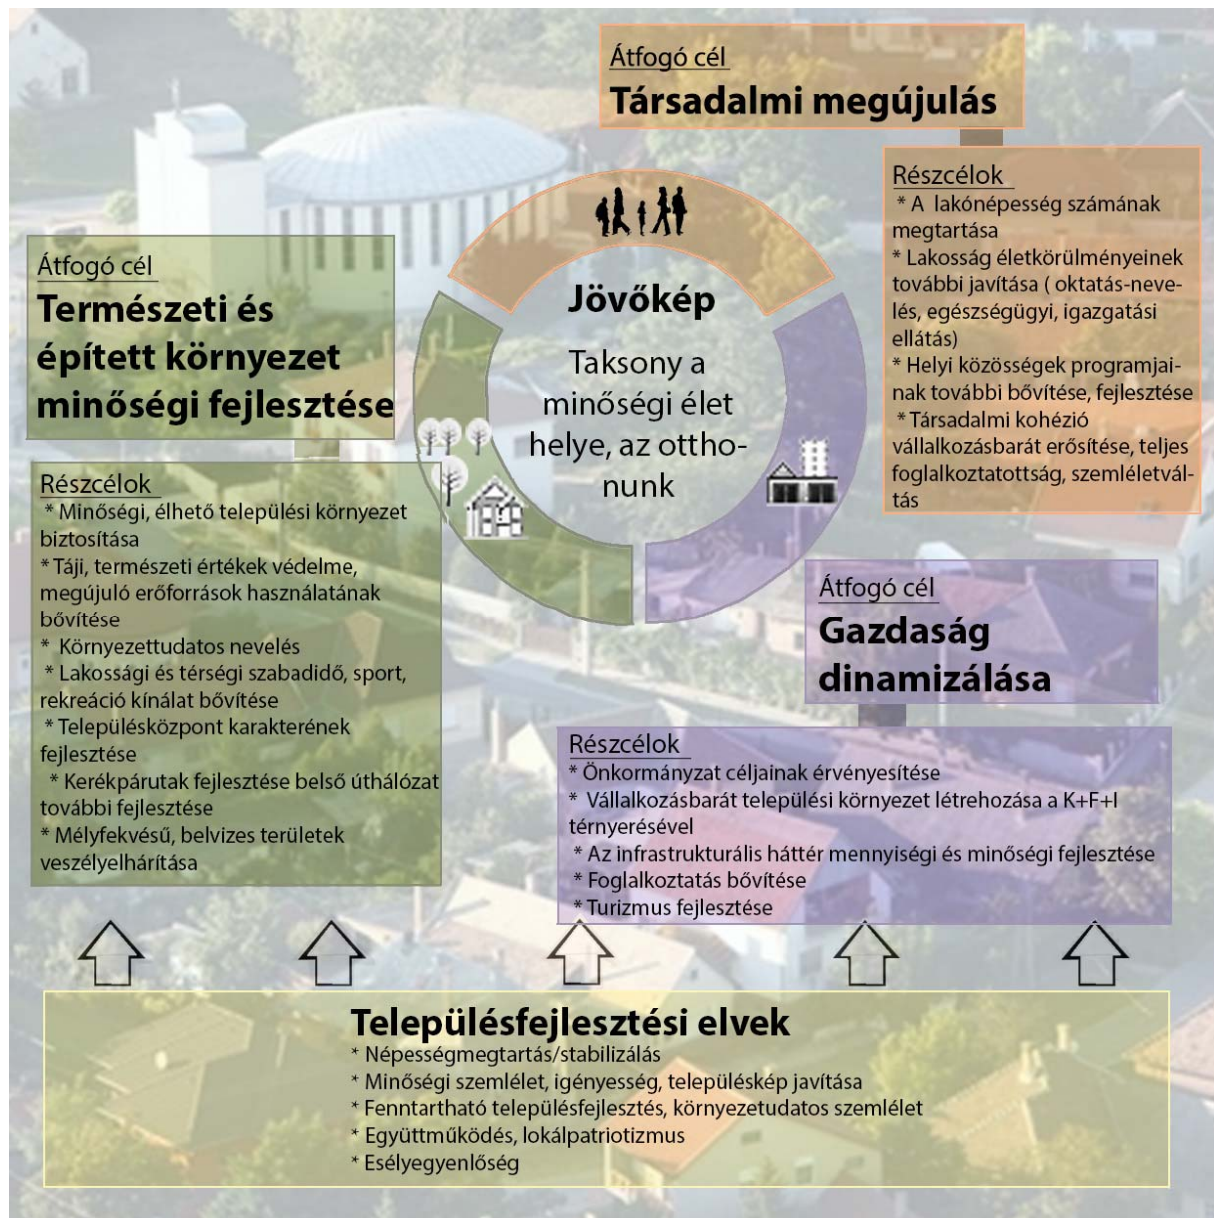 Átfogó cél
Társadalmi megújulás
Részcélok
* A lakónépesség számának
megtartása
* Lakosság életkörülményeinek
további javítása ( oktatás-neve-
lés, egészségügyi, igazgatási
ellátás)
* Helyi közösségek programjai-
nak további bővítése, fejlesztése
* Társadalmi kohézió
vállalkozásbarát erősítése, teljes
foglalkoztatottság, szemléletvál-
tás
Jövőkép
Taksony a
minőségi élet
helye, az ottho-
nunk
Átfogó cél
Természeti és
épített környezet
minőségi fejlesztése
Részcélok
* Minőségi, élhető települési környezet
biztosítása
* Táji, természeti értékek védelme,
megújuló erőforrások használatának
bővítése
* Környezettudatos nevelés
* Lakossági és térségi szabadidő, sport,
rekreáció kínálat bővítése
* Településközpont karakterének
fejlesztése
* Kerékpárutak fejlesztése belső úthálózat
további fejlesztése
* Mélyfekvésű, belvizes területek
veszélyelhárítása
Átfogó cél
Gazdaság
dinamizálása
Részcélok
* Önkormányzat céljainak érvényesítése
* Vállalkozásbarát települési környezet létrehozása a K+F+I
térnyerésével
* Az infrastrukturális háttér mennyiségi és minőségi fejlesztése
* Foglalkoztatás bővítése
* Turizmus fejlesztése
Településfejlesztési elvek
* Népességmegtartás/stabilizálás
* Minőségi szemlélet, igényesség, településkép javítása
* Fenntartható településfejlesztés, környezetudatos szemlélet
* Együttműködés, lokálpatriotizmus
* Esélyegyenlőség